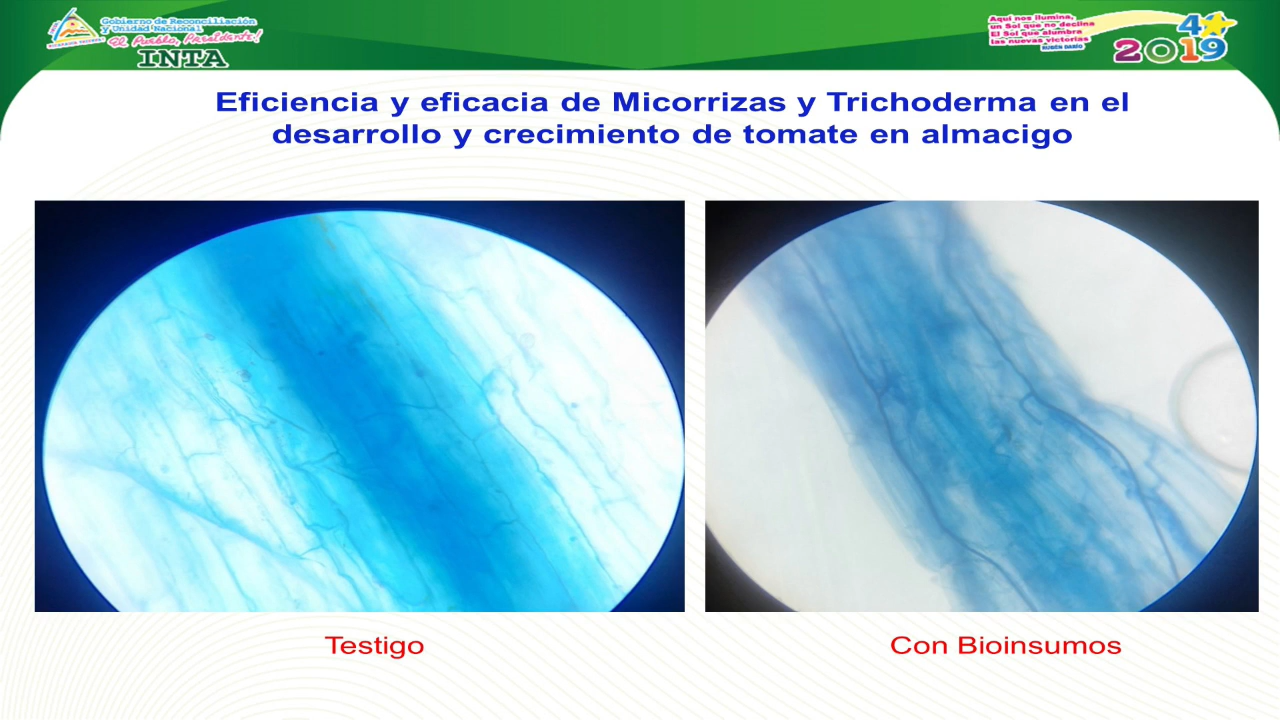 Gobierno de Reconciliación
y Unidad Nacional
El Pueblo, Presidente!
INTA
Aquí nos ilumina,
un Sol que no declina
El Sol que alumbra
las nuevas victorias
RUBÉN DARÍO
40
2019
Eficiencia y eficacia de Micorrizas y Trichoderma en el
desarrollo y crecimiento de tomate en almacigo
Testigo
Con Bioinsumos